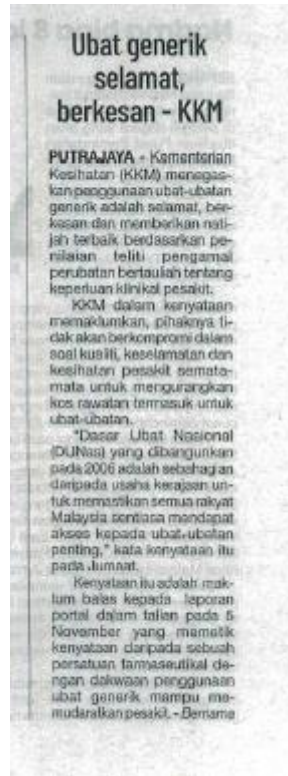 Ubat generik
selamat,
berkesan - KKM
PUTRAJAYA - Kementerian
Kesihatan (KKM) menegas-
kan penggunaan ubat-ubatan
generik adalah selamat, ber-
kesan dan memberikan nati-
jah terbaik berdasarkan pe-
nilaian teliti pengamal
perubatan bertauliah tentang
keperluan klinikal pesakit.
KKM dalam kenyataan
memaklumkan, pihaknya ti-
dak akan berkompromi dalam
soal kualiti, keselamatan dan
kesihatan pesakit semata-
mata untuk mengurangkan
kos rawatan termasuk untuk
ubat-ubatan.
"Dasar Ubat Nasional
(DUNas) yang dibangunkan
pada 2006 adalah sebahagian
daripada usaha kerajaan un-
tuk memastikan semua rakyat
Malaysia sentiasa mendapat
akses kepada ubat-ubatan
penting," kata kenyataan itu
pada Jumaat.
Kenyataan itu adalah mak-
lum balas kepada laporan
portal dalam talian pada 5
November yang memetik
kenyataan daripada sebuah
persatuan farmaseutikal de-
ngan dakwaan penggunaan
ubat generik mampu me-
mudaratkan pesakit. - Bernama